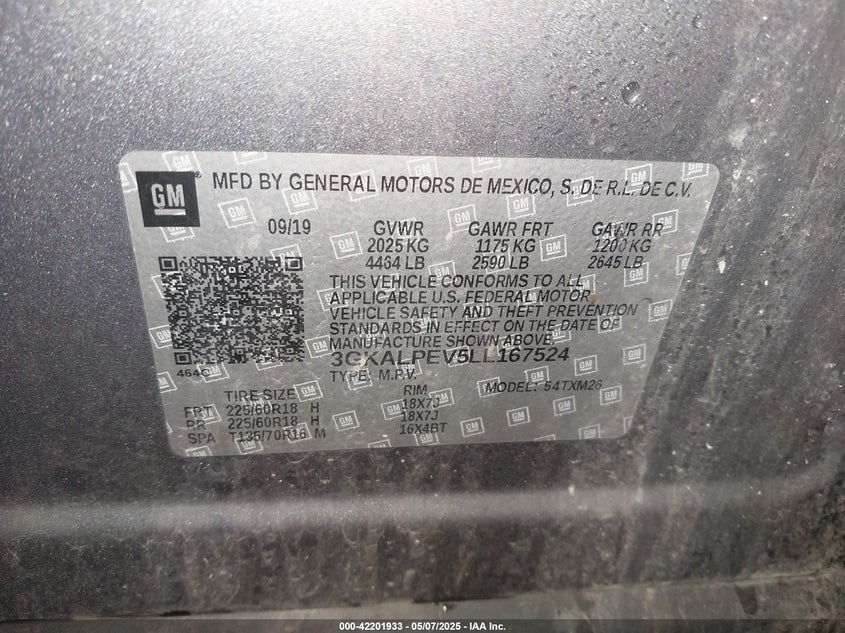 GM ® MFD BY GENERAL MOTORS DE MEXICO, S. DE R.L. DE C.V.
09/19 GVWR GAWR FRT GAWR RR
2025 KG 1175 KG 1200 KG
4464 LB 2590 LB 2645 LB
THIS VEHICLE CONFORMS TO ALL
APPLICABLE U.S. FEDERAL MOTOR
VEHICLE SAFETY AND THEFT PREVENTION
STANDARDS IN EFFECT ON THE DATE OF
MANUFACTURE SHOWN ABOVE.
464C 3GKALPEV5LL167524
TYPE: M.P.V. MODEL: 54TXM26
TIRE SIZE RIM
FRT 225/60R18 H 18X7J
RR 225/60R18 H 18X7J
SPA T135/70R16 M 16X4BT
000-42201933 — 05/07/2025 — IAA Inc.